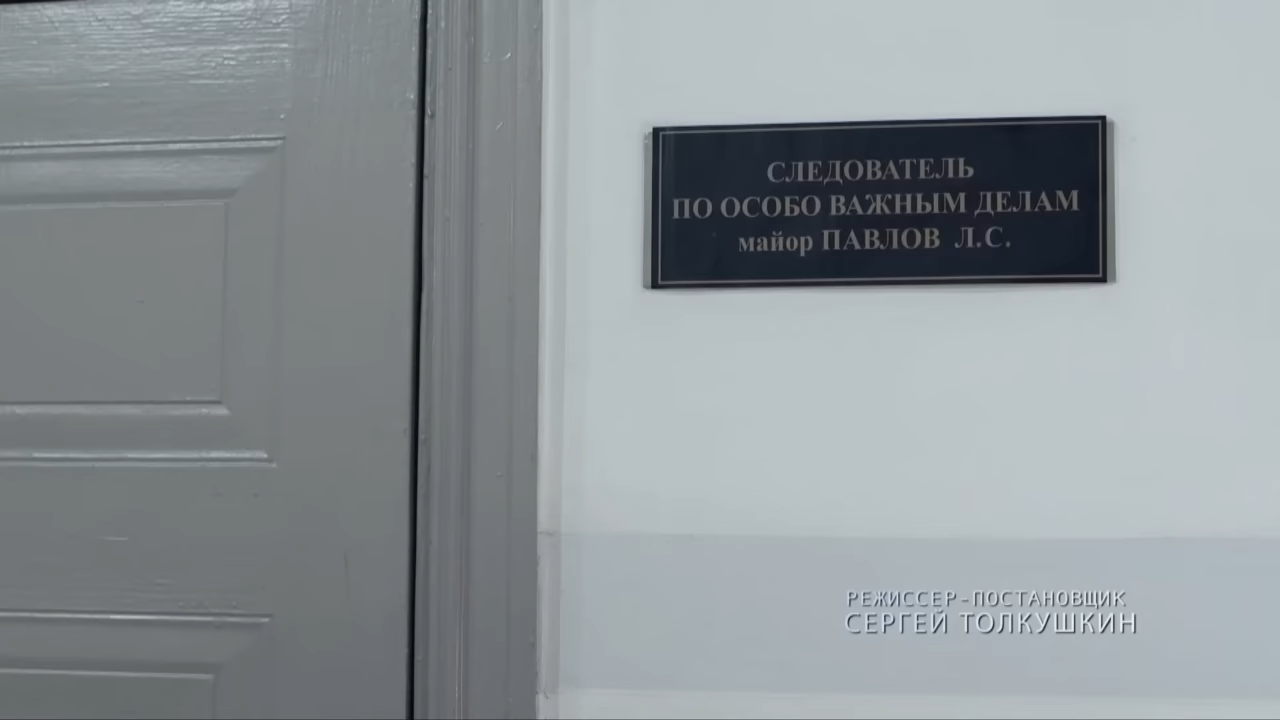 СЛЕДОВАТЕЛЬ
ПО ОСОБО ВАЖНЫМ ДЕЛАМ
майор ПАВЛОВ Л.С.
РЕЖИССЕР-ПОСТАНОВЩИК
СЕРГЕЙ ТОЛКУШКИН